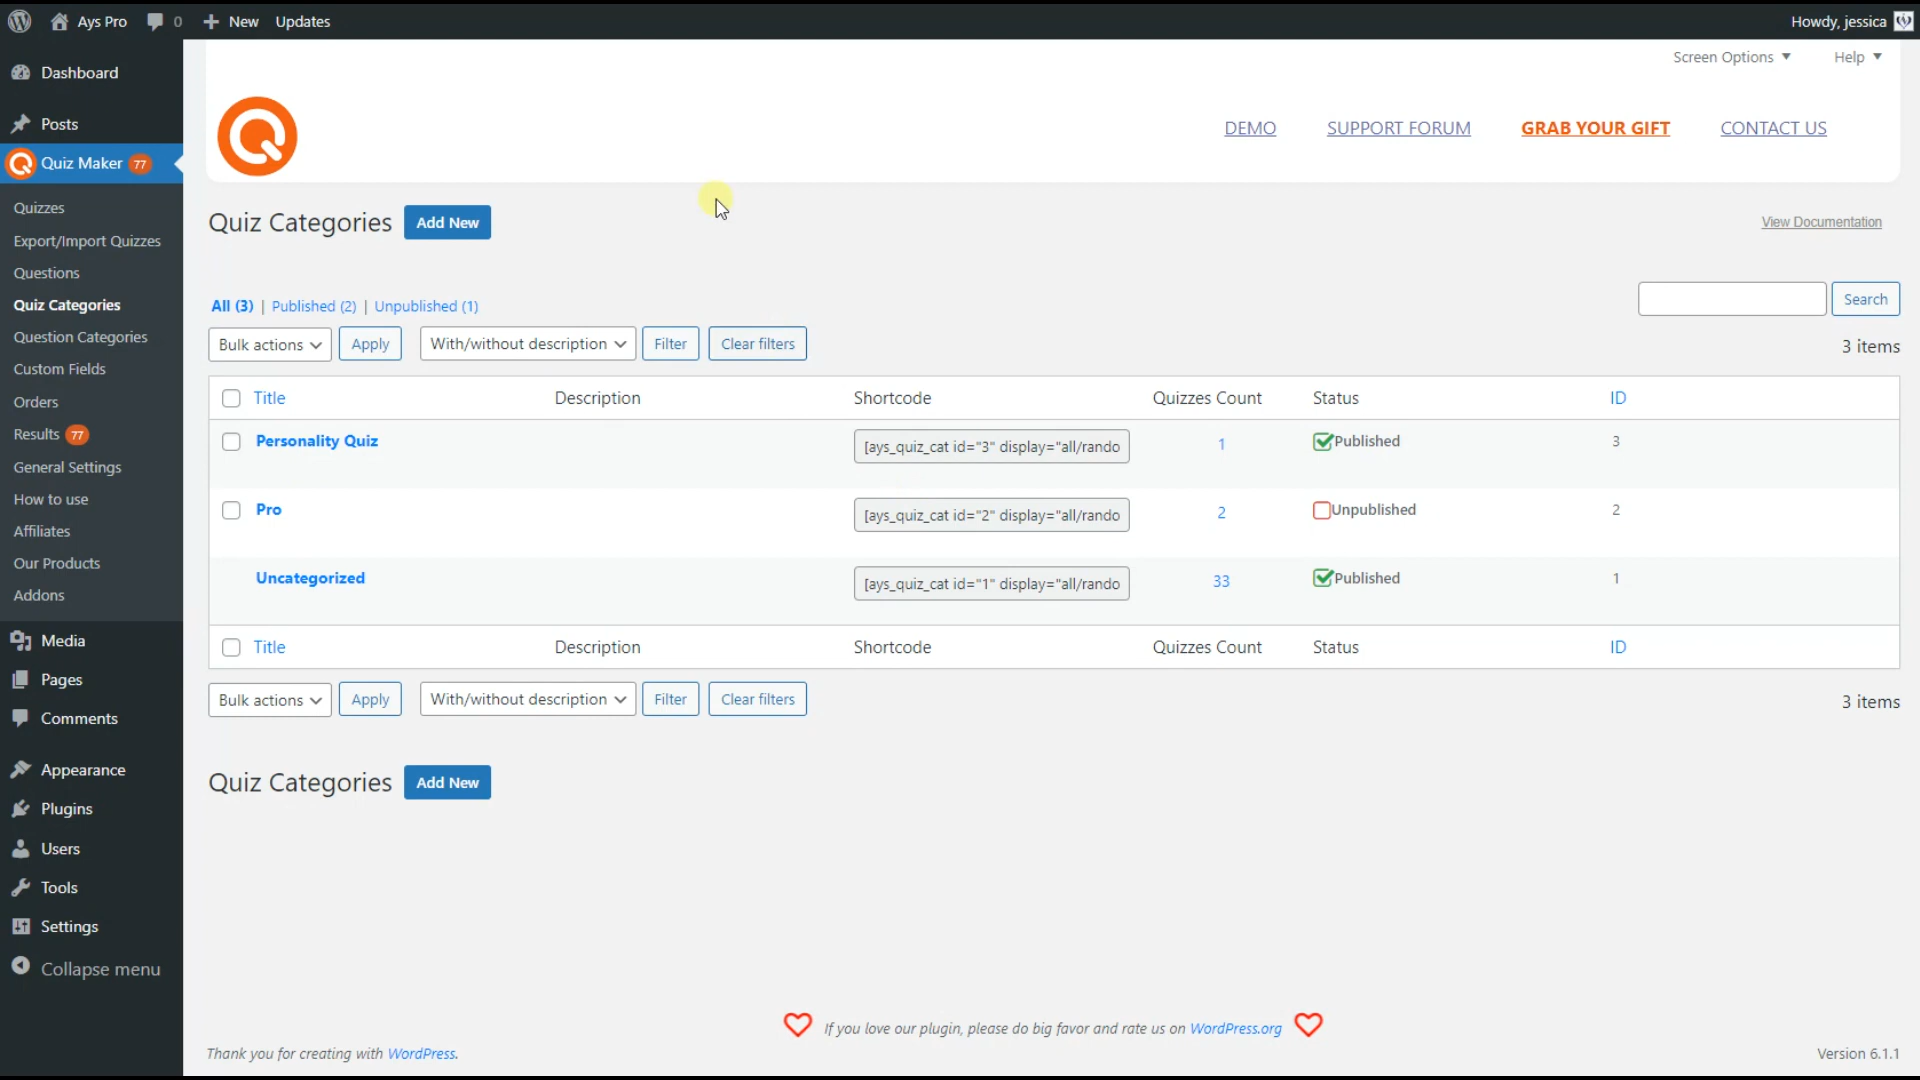 Ays Pro 0 New Updates Howdy, jessica
Dashboard
Posts
Quiz Maker 77
Quizzes
Export/Import Quizzes
Questions
Quiz Categories
Question Categories
Custom Fields
Orders
Results 77
General Settings
How to use
Affiliates
Our Products
Addons
Media
Pages
Comments
Appearance
Plugins
Users
Tools
Settings
Collapse menu
Screen Options Help
DEMO SUPPORT FORUM GRAB YOUR GIFT CONTACT US
Quiz Categories Add New View Documentation
All (3) | Published (2) | Unpublished (1) Search
Bulk actions Apply With/without description Filter Clear filters 3 items
Title Description Shortcode Quizzes Count Status ID
Personality Quiz [ays_quiz_cat id="3" display="all/rando 1 Published 3
Pro [ays_quiz_cat id="2" display="all/rando 2 Unpublished 2
Uncategorized [ays_quiz_cat id="1" display="all/rando 33 Published 1
Title Description Shortcode Quizzes Count Status ID
Bulk actions Apply With/without description Filter Clear filters 3 items
Quiz Categories Add New
If you love our plugin, please do big favor and rate us on WordPress.org
Thank you for creating with WordPress. Version 6.1.1